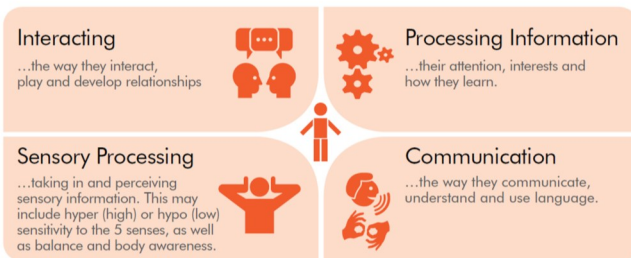 Interacting
...the way they interact,
play and develop relationships
Processing Information
...their attention, interests and
how they learn.
Sensory Processing
...taking in and perceiving
sensory information. This may
include hyper (high) or hypo (low)
sensitivity to the 5 senses, as well
as balance and body awareness.
Communication
...the way they communicate,
understand and use language.